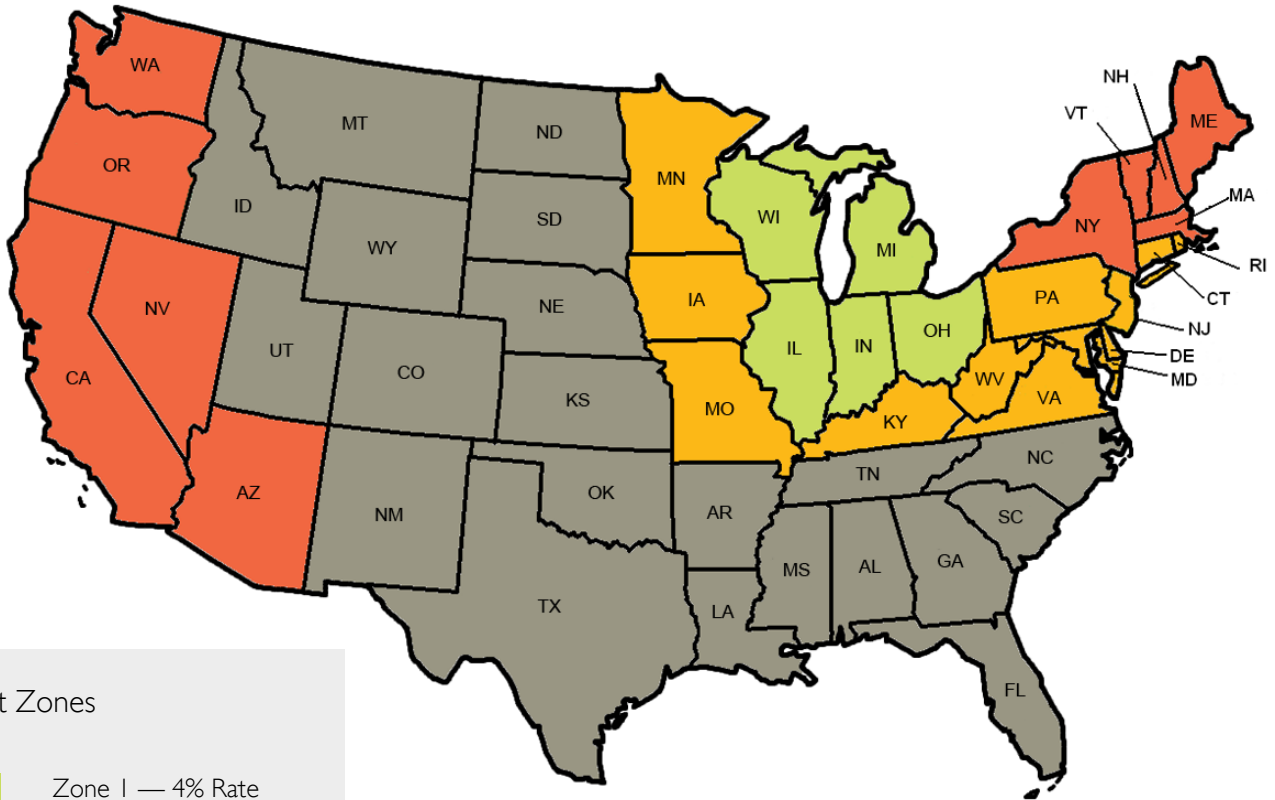 WA
OR
CA
NV
ID
MT
WY
UT
AZ
CO
NM
ND
SD
NE
KS
OK
TX
MN
IA
MO
AR
LA
WI
IL
MI
IN
OH
KY
TN
MS
AL
GA
FL
SC
NC
VA
WV
PA
NY
VT
NH
ME
MA
RI
CT
NJ
DE
MD
t Zones
Zone 1 — 4% Rate